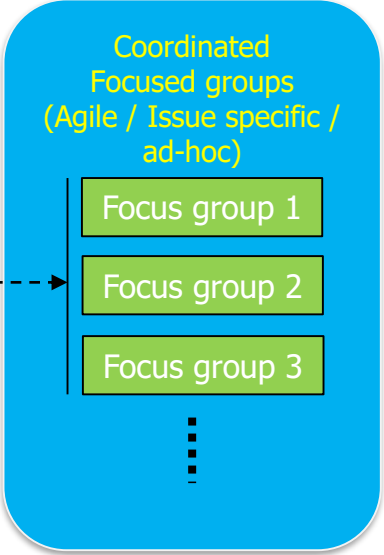 Coordinated
Focused groups
(Agile / Issue specific /
ad-hoc)
Focus group 1
Focus group 2
Focus group 3